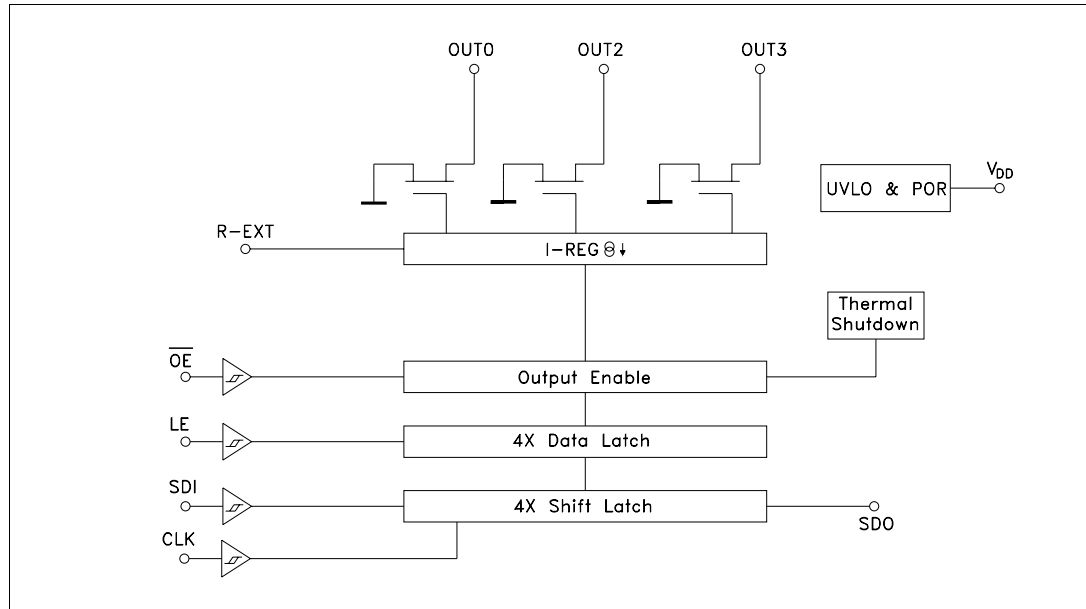 OUT0 OUT2 OUT3
UVLO & POR
VDD
R-EXT
I-REG
Thermal
Shutdown
OE
Output Enable
LE
4X Data Latch
SDI
4X Shift Latch
SDO
CLK